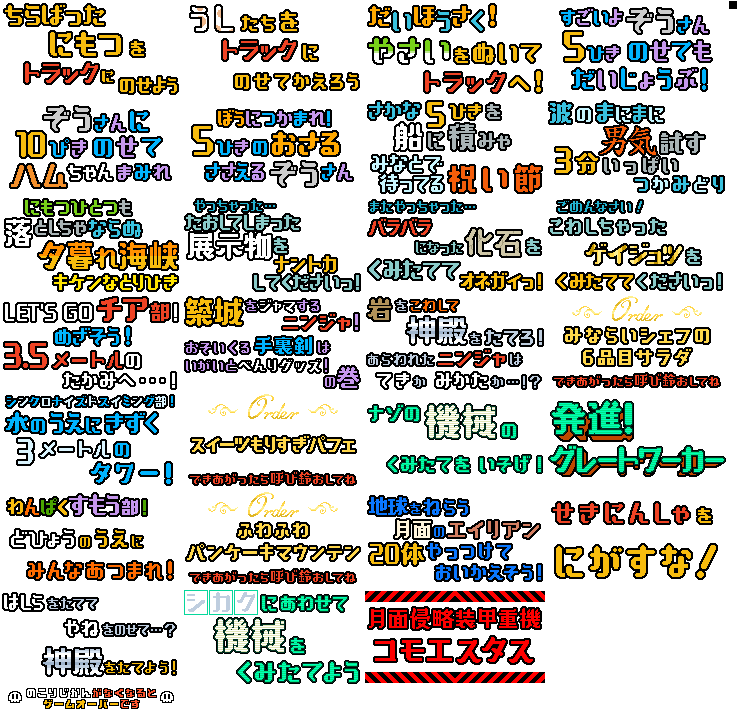 ちらばった
にもつ を
トラックに のせよう
うし たちを
トラックに
のせてかえろう
だいほうさく!
やさいをぬいて
トラックへ!
すごいよ ぞうさん
5ひき のせても
だいじょうぶ!
ぞうさんに
10ぴきのせて
ハムちゃんまみれ
ぼうにつかまれ!
5ひきのおさる
ささえる ぞうさん
さかな 5ひきを
船に積みゃ
みなとで
待ってる 祝い節
波のまにまに
男気試す
3分いっぱい
つかみどり
にもつひとつも
落としちゃならぬ
夕暮れ海峡
キケンなとりひき
やっちゃった…
たおしてしまった
展示物を
ナントカ
してくださいっ!
またやっちゃった…
バラバラ
になった 化石を
くみたてて
オネガイっ!
ごめんなさい!
こわしちゃった
ゲイジュツを
くみたててくださいっ!
LET'S GO チア部!
めざそう!
3.5メートルの
たかみへ・・・!
築城をジャマする
ニンジャ!
おそいくる手裏剣は
いがいとべんりグッズ!
の巻
岩をこわして
神殿をたてろ!
あらわれたニンジャは
てきか みかたか…!?
Order
みならいシェフの
6品目サラダ
できあがったら呼び鈴おしてね
シンクロナイズド・スイミング部!
水のうえにきずく
3メートルの
タワー!
Order
スイーツもりすぎパフェ
できあがったら呼び鈴おしてね
ナゾの 機械の
くみたてを いそげ!
発進!
グレート・ワーカー
わんぱくすもう部!
どひょうのうえに
みんなあつまれ!
Order
ふわふわ
パンケーキマウンテン
できあがったら呼び鈴おしてね
地球をねらう
月面のエイリアン
20体やっつけて
おいかえそう!
せきにんしゃを
にがすな!
はしらをたてて
やねをのせて…?
神殿をたてよう!
シカクにあわせて
機械を
くみたてよう
月面侵略装甲重機
コモエスタス
のこりじかんがなくなると
ゲームオーバーです